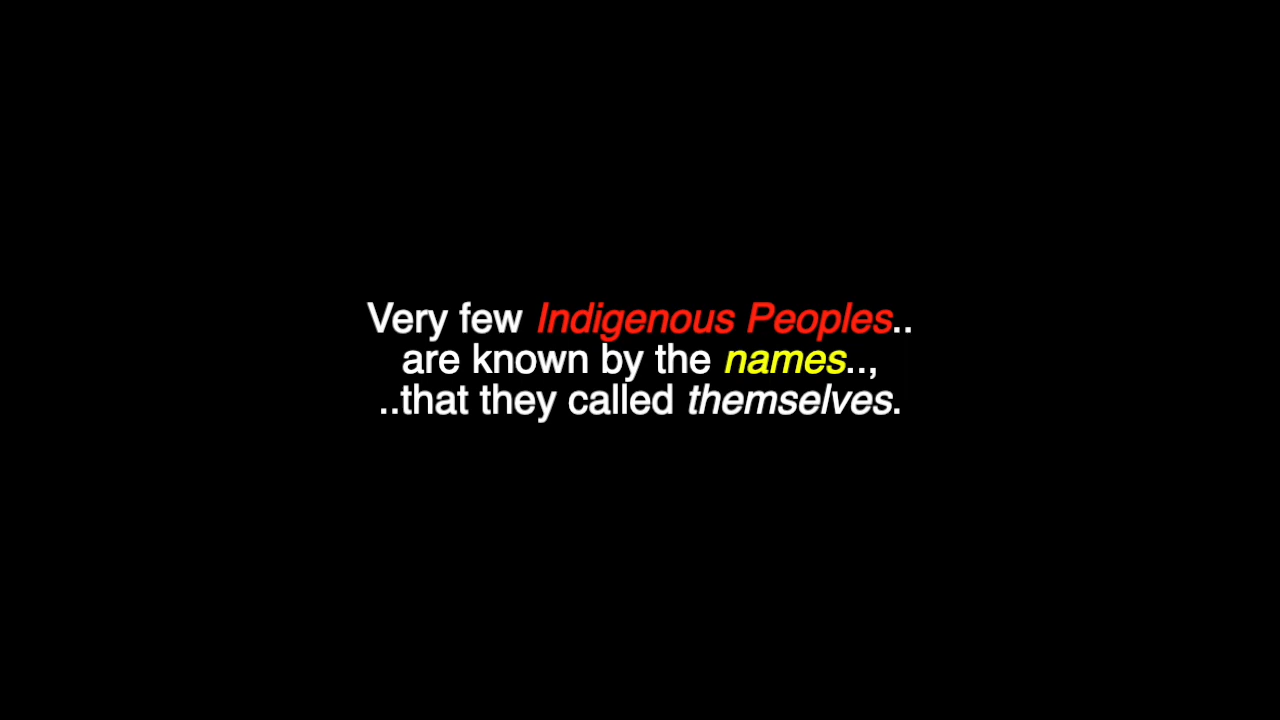 Very few Indigenous Peoples..
are known by the names..,
..that they called themselves.